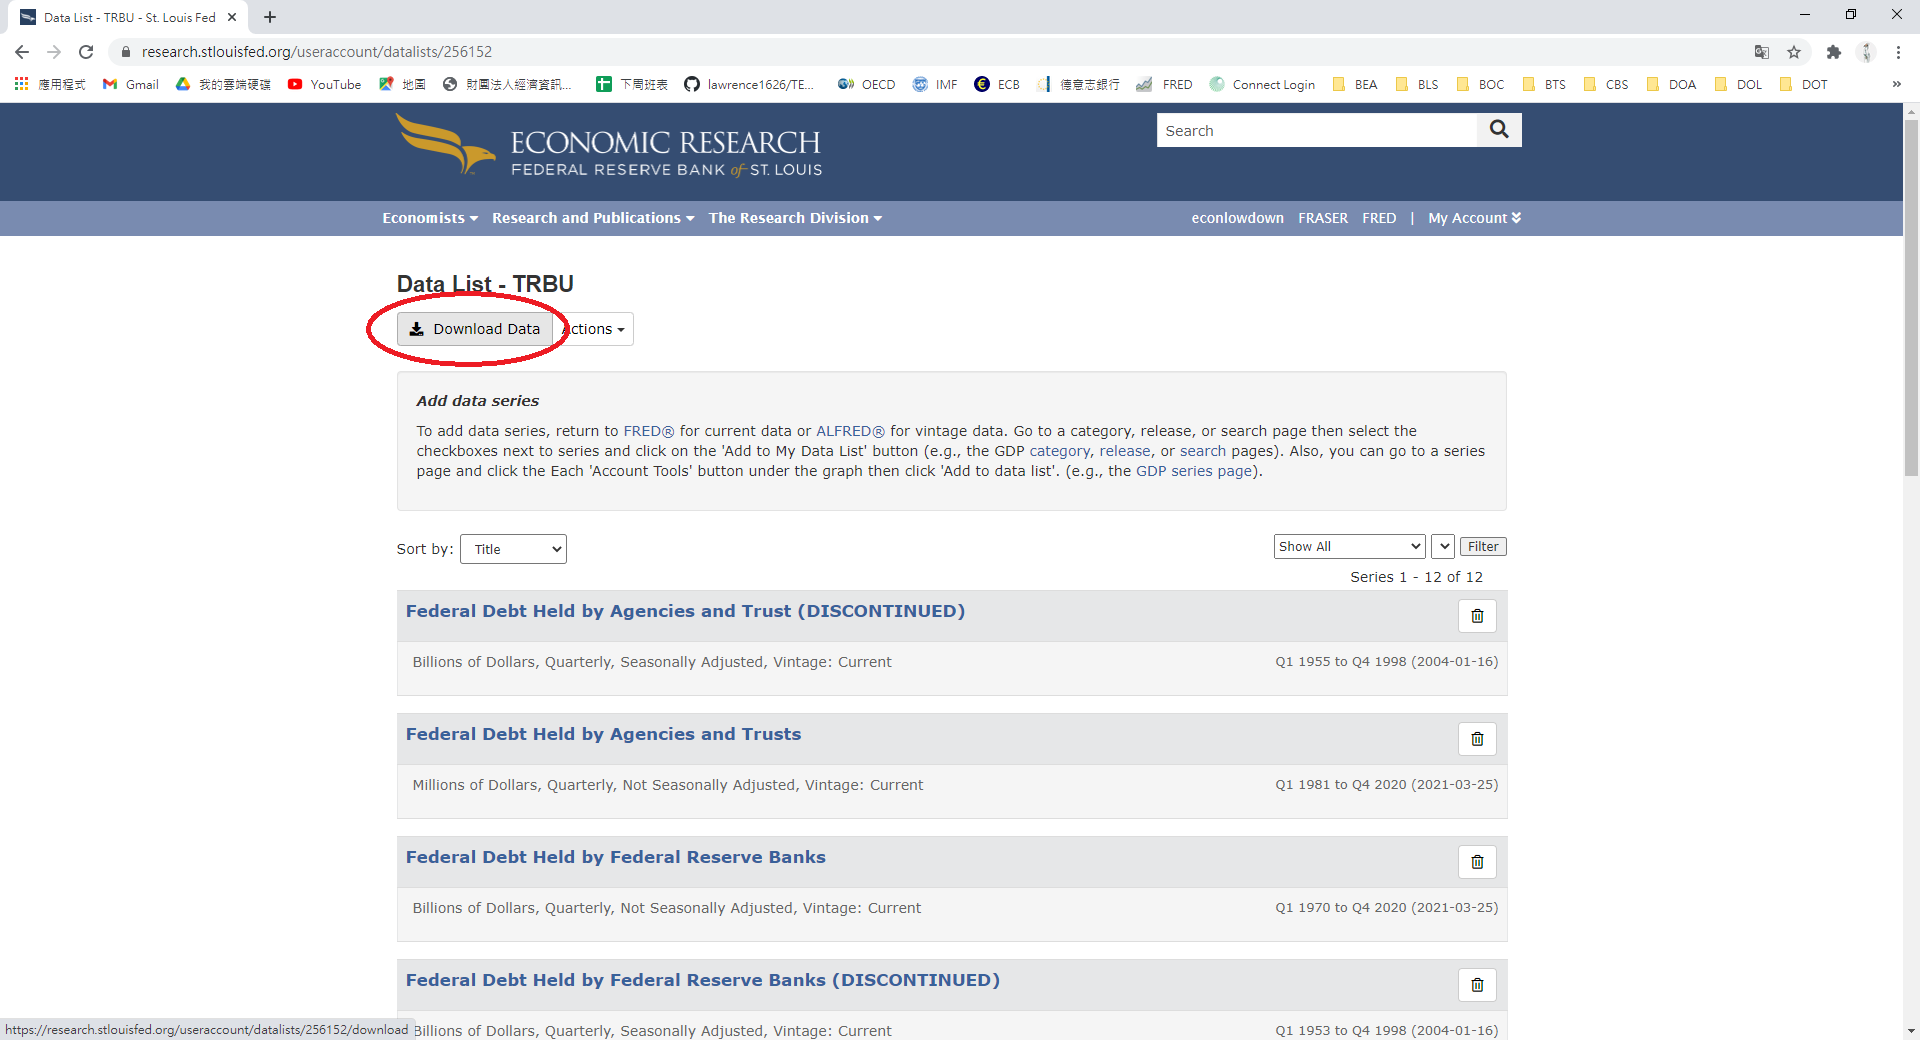 Data List - TRBU - St. Louis Fed
research.stlouisfed.org/useraccount/datalists/256152
應用程式 Gmail 我的雲端硬碟 YouTube 地圖 財團法人經濟資訊... 下周班表 lawrence1626/TE... OECD IMF ECB 德意志銀行 FRED Connect Login BEA BLS BOC BTS CBS DOA DOL DOT »
ECONOMIC RESEARCH
FEDERAL RESERVE BANK of ST. LOUIS
Search
Economists Research and Publications The Research Division econlowdown FRASER FRED | My Account
Data List - TRBU
Download Data Actions
Add data series
To add data series, return to FRED® for current data or ALFRED® for vintage data. Go to a category, release, or search page then select the
checkboxes next to series and click on the 'Add to My Data List' button (e.g., the GDP category, release, or search pages). Also, you can go to a series
page and click the Each 'Account Tools' button under the graph then click 'Add to data list'. (e.g., the GDP series page).
Sort by: Title Show All Filter
Series 1 - 12 of 12
Federal Debt Held by Agencies and Trust (DISCONTINUED)
Billions of Dollars, Quarterly, Seasonally Adjusted, Vintage: Current Q1 1955 to Q4 1998 (2004-01-16)
Federal Debt Held by Agencies and Trusts
Millions of Dollars, Quarterly, Not Seasonally Adjusted, Vintage: Current Q1 1981 to Q4 2020 (2021-03-25)
Federal Debt Held by Federal Reserve Banks
Billions of Dollars, Quarterly, Not Seasonally Adjusted, Vintage: Current Q1 1970 to Q4 2020 (2021-03-25)
Federal Debt Held by Federal Reserve Banks (DISCONTINUED)
Billions of Dollars, Quarterly, Seasonally Adjusted, Vintage: Current Q1 1953 to Q4 1998 (2004-01-16)
https://research.stlouisfed.org/useraccount/datalists/256152/download